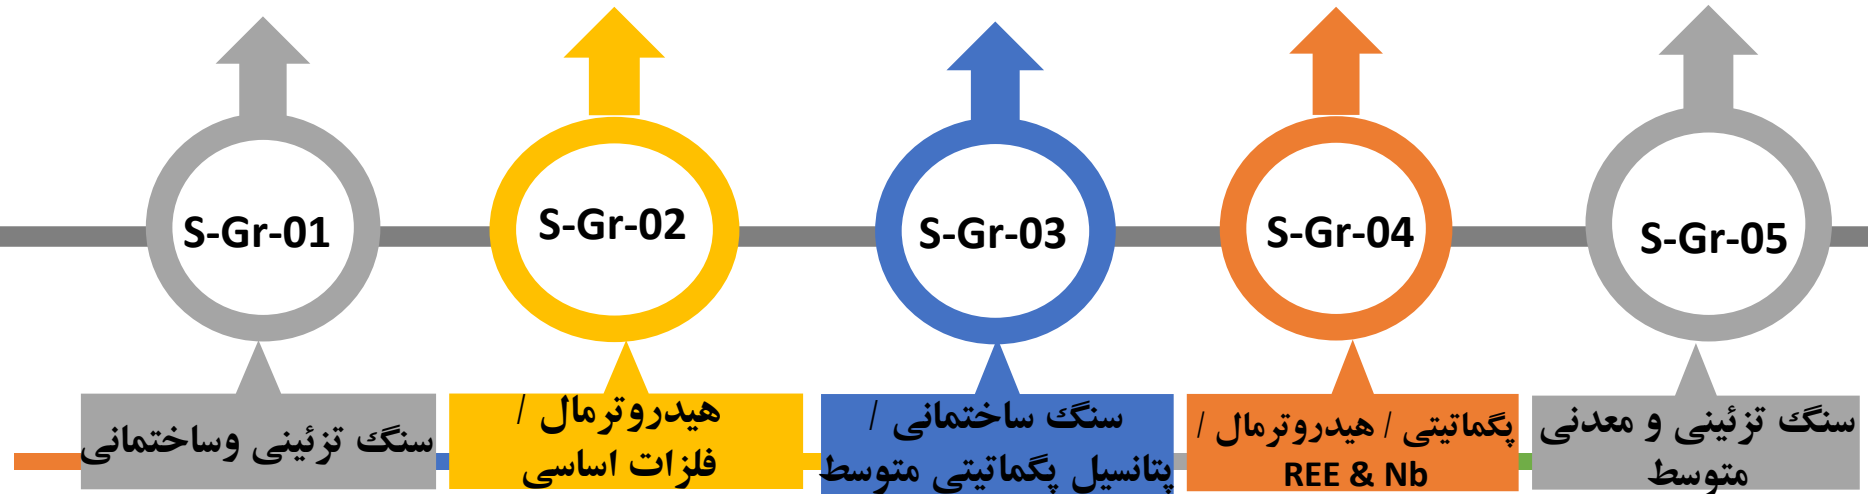 S-Gr-01
S-Gr-02
S-Gr-03
S-Gr-04
S-Gr-05
سنگ تزئینی وساختمانی
هیدروترمال /
فلزات اساسی
سنگ ساختمانی /
پتانسیل پگماتیتی متوسط
پگماتیتی / هیدروترمال /
REE & Nb
سنگ تزئینی و معدنی
متوسط